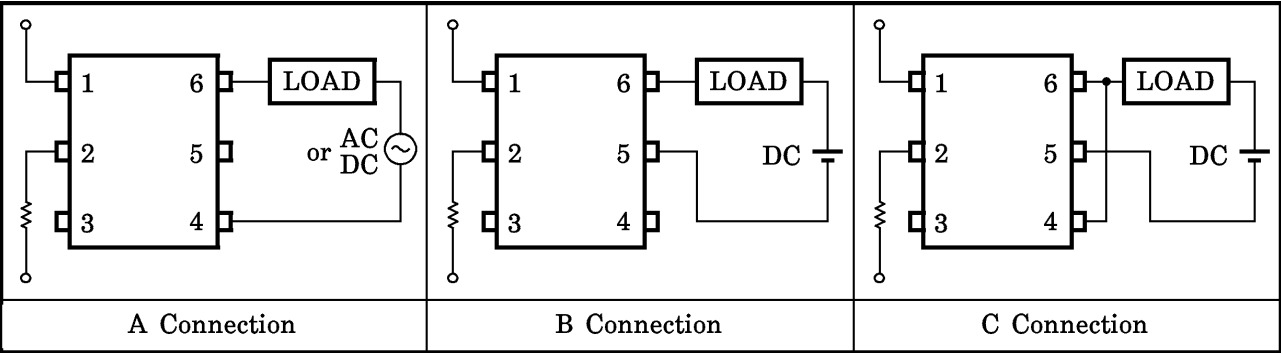 1 6 LOAD
2 5 or AC DC
3 4
A Connection
1 6 LOAD
2 5 DC
3 4
B Connection
1 6 LOAD
2 5 DC
3 4
C Connection